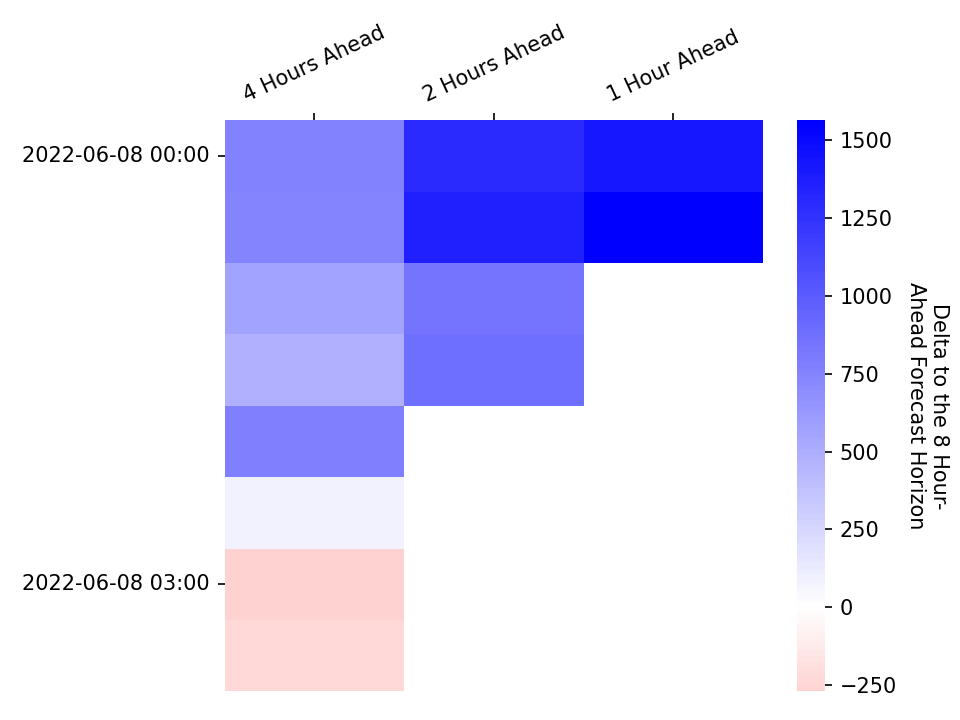 4 Hours Ahead
2 Hours Ahead
1 Hour Ahead
2022-06-08 00:00
2022-06-08 03:00
1500
1250
1000
750
500
250
0
−250
Delta to the 8 Hour-
Ahead Forecast Horizon